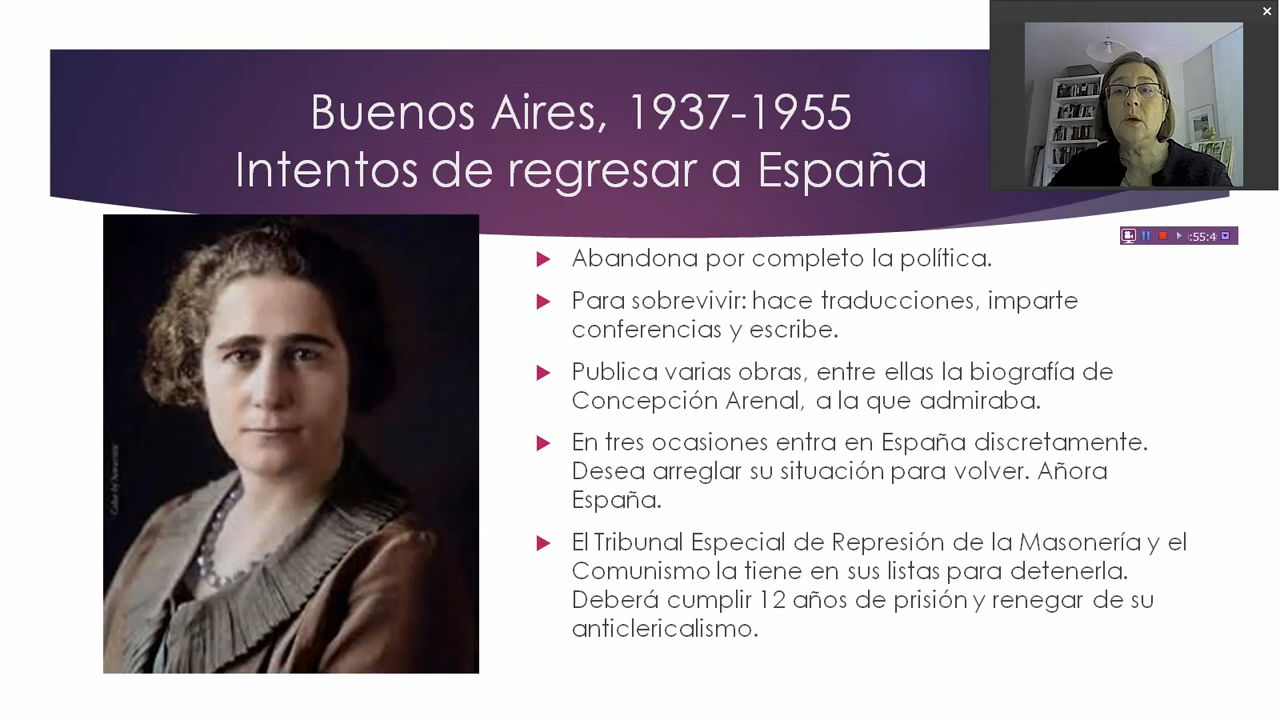 Buenos Aires, 1937-1955
Intentos de regresar a España
:55:4
Abandona por completo la política.
Para sobrevivir: hace traducciones, imparte
conferencias y escribe.
Publica varias obras, entre ellas la biografía de
Concepción Arenal, a la que admiraba.
En tres ocasiones entra en España discretamente.
Desea arreglar su situación para volver. Añora
España.
El Tribunal Especial de Represión de la Masonería y el
Comunismo la tiene en sus listas para detenerla.
Deberá cumplir 12 años de prisión y renegar de su
anticlericalismo.